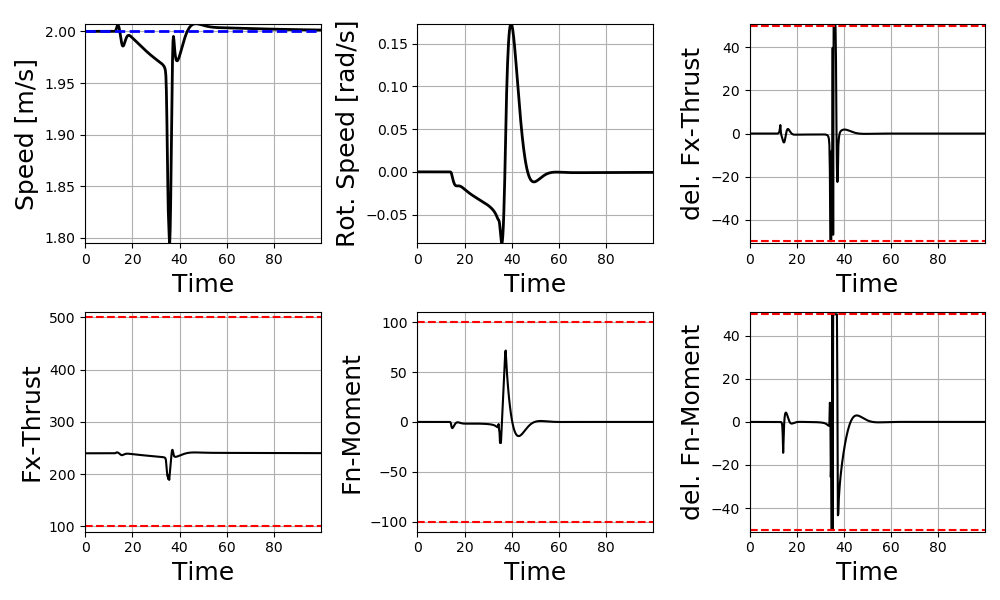 Speed [m/s]
2.00
1.95
1.90
1.85
1.80
0 20 40 60 80
Time
Rot. Speed [rad/s]
0.15
0.10
0.05
0.00
−0.05
0 20 40 60 80
Time
del. Fx-Thrust
40
20
0
−20
−40
0 20 40 60 80
Time
Fx-Thrust
500
400
300
200
100
0 20 40 60 80
Time
Fn-Moment
100
50
0
−50
−100
0 20 40 60 80
Time
del. Fn-Moment
40
20
0
−20
−40
0 20 40 60 80
Time